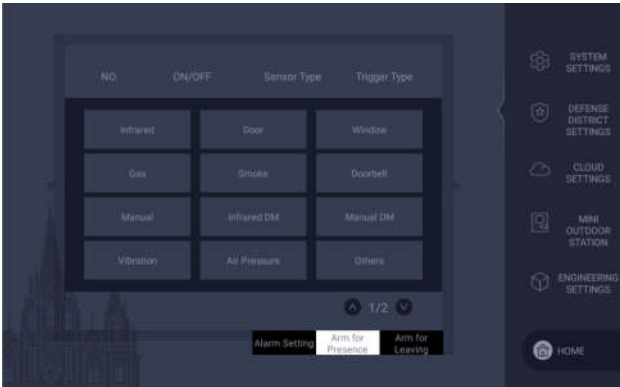 NO.
ON/OFF
Sensor Type
Trigger Type
Infrared
Door
Window
Gas
Smoke
Doorbell
Manual
Infrared DM
Manual DM
Vibration
Air Pressure
Others
1/2
Alarm Setting
Arm for
Presence
Arm for
Leaving
SYSTEM
SETTINGS
DEFENSE
DISTRICT
SETTINGS
CLOUD
SETTINGS
MINI
OUTDOOR
STATION
ENGINEERING
SETTINGS
HOME